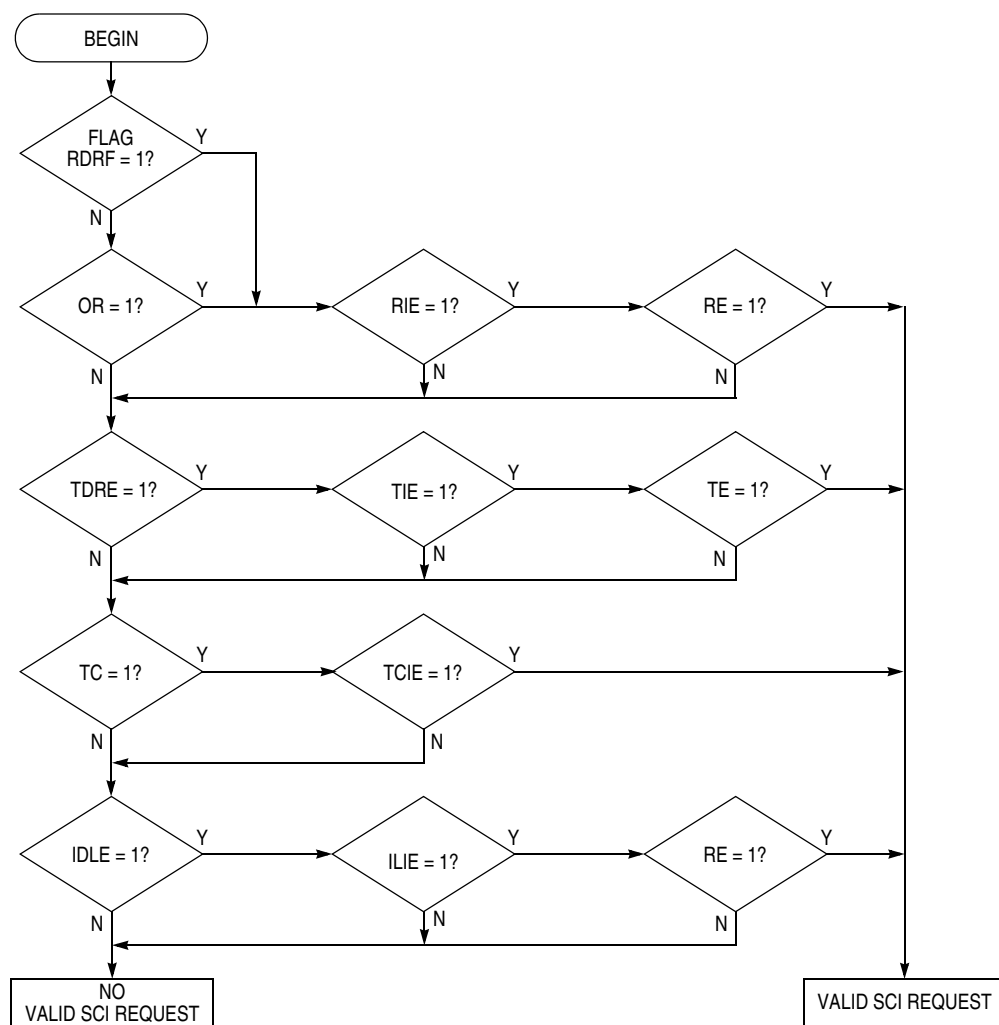 BEGIN
FLAG
RDRF = 1?
Y
N
OR = 1?
Y
RIE = 1?
Y
RE = 1?
Y
N
N
N
TDRE = 1?
Y
TIE = 1?
Y
TE = 1?
Y
N
N
N
TC = 1?
Y
TCIE = 1?
Y
N
N
IDLE = 1?
Y
ILIE = 1?
Y
RE = 1?
Y
N
N
N
NO
VALID SCI REQUEST
VALID SCI REQUEST